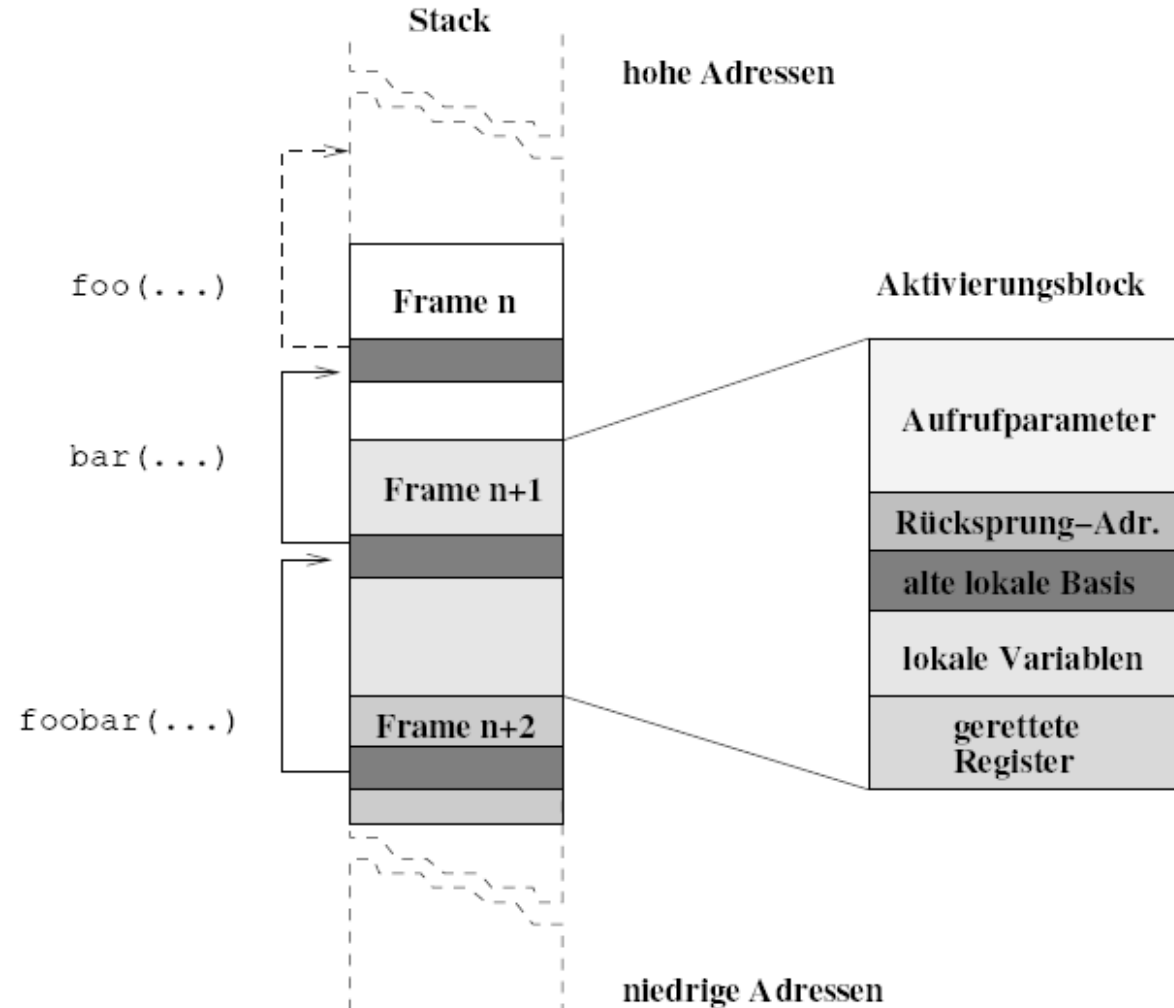 Stack
hohe Adressen
foo(...)
Frame n
Aktivierungsblock
Aufrufparameter
bar(...)
Frame n+1
Rücksprung–Adr.
alte lokale Basis
lokale Variablen
foobar(...)
Frame n+2
gerettete
Register
niedrige Adressen